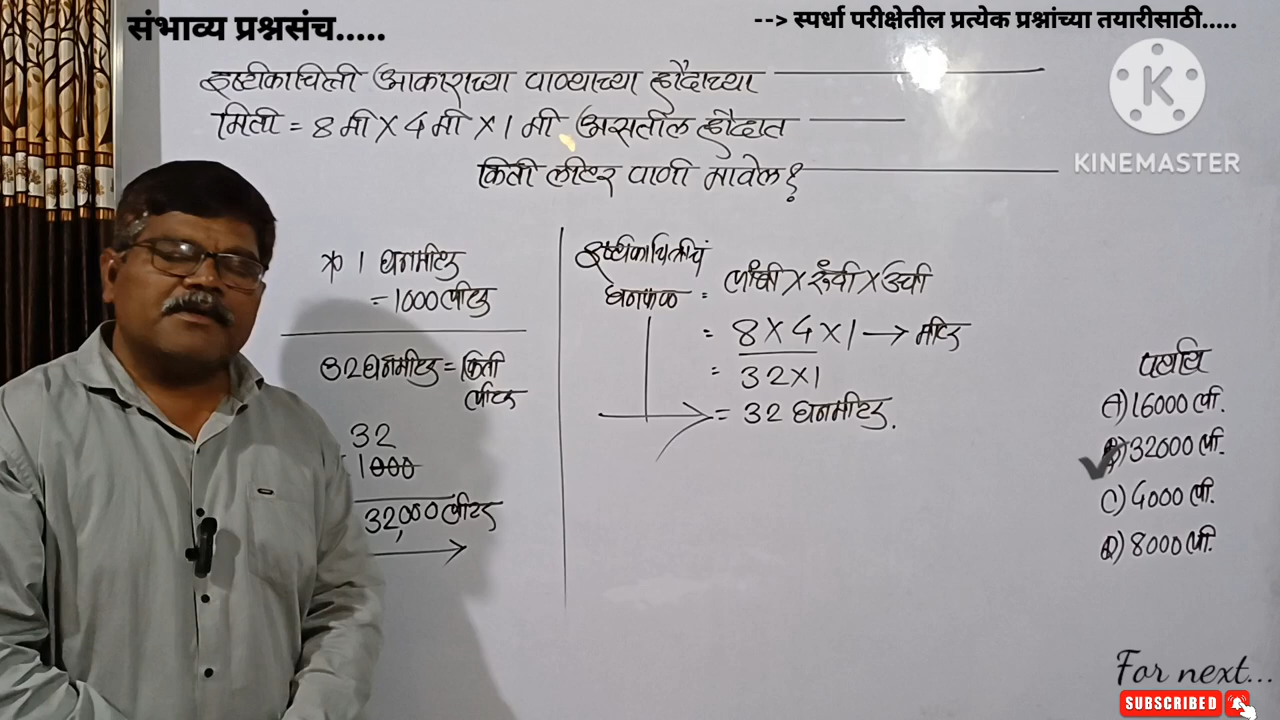 संभाव्य प्रश्नसंच.....
--> स्पर्धा परीक्षेतील प्रत्येक प्रश्नांच्या तयारीसाठी.....
इष्टीकाचिती आकाराच्या पाण्याच्या हौदाच्या
मिती = 8 मी X 4 मी X 1 मी असतील हौदात
किती लीटर पाणी मावेल?
KINEMASTER
* 1 घनमीटर
= 1000 लीटर
32 घनमीटर = किती
लीटर
32
1000
32,000 लीटर
इष्टीकाचितीचं
घनफळ = लांबी X रुंदी X उंची
= 8 X 4 X 1 → मीटर
= 32 X 1
= 32 घनमीटर.
पर्याय
A) 16000 ली.
B) 32000 ली.
C) 4000 ली.
D) 8000 ली.
For next...
SUBSCRIBED